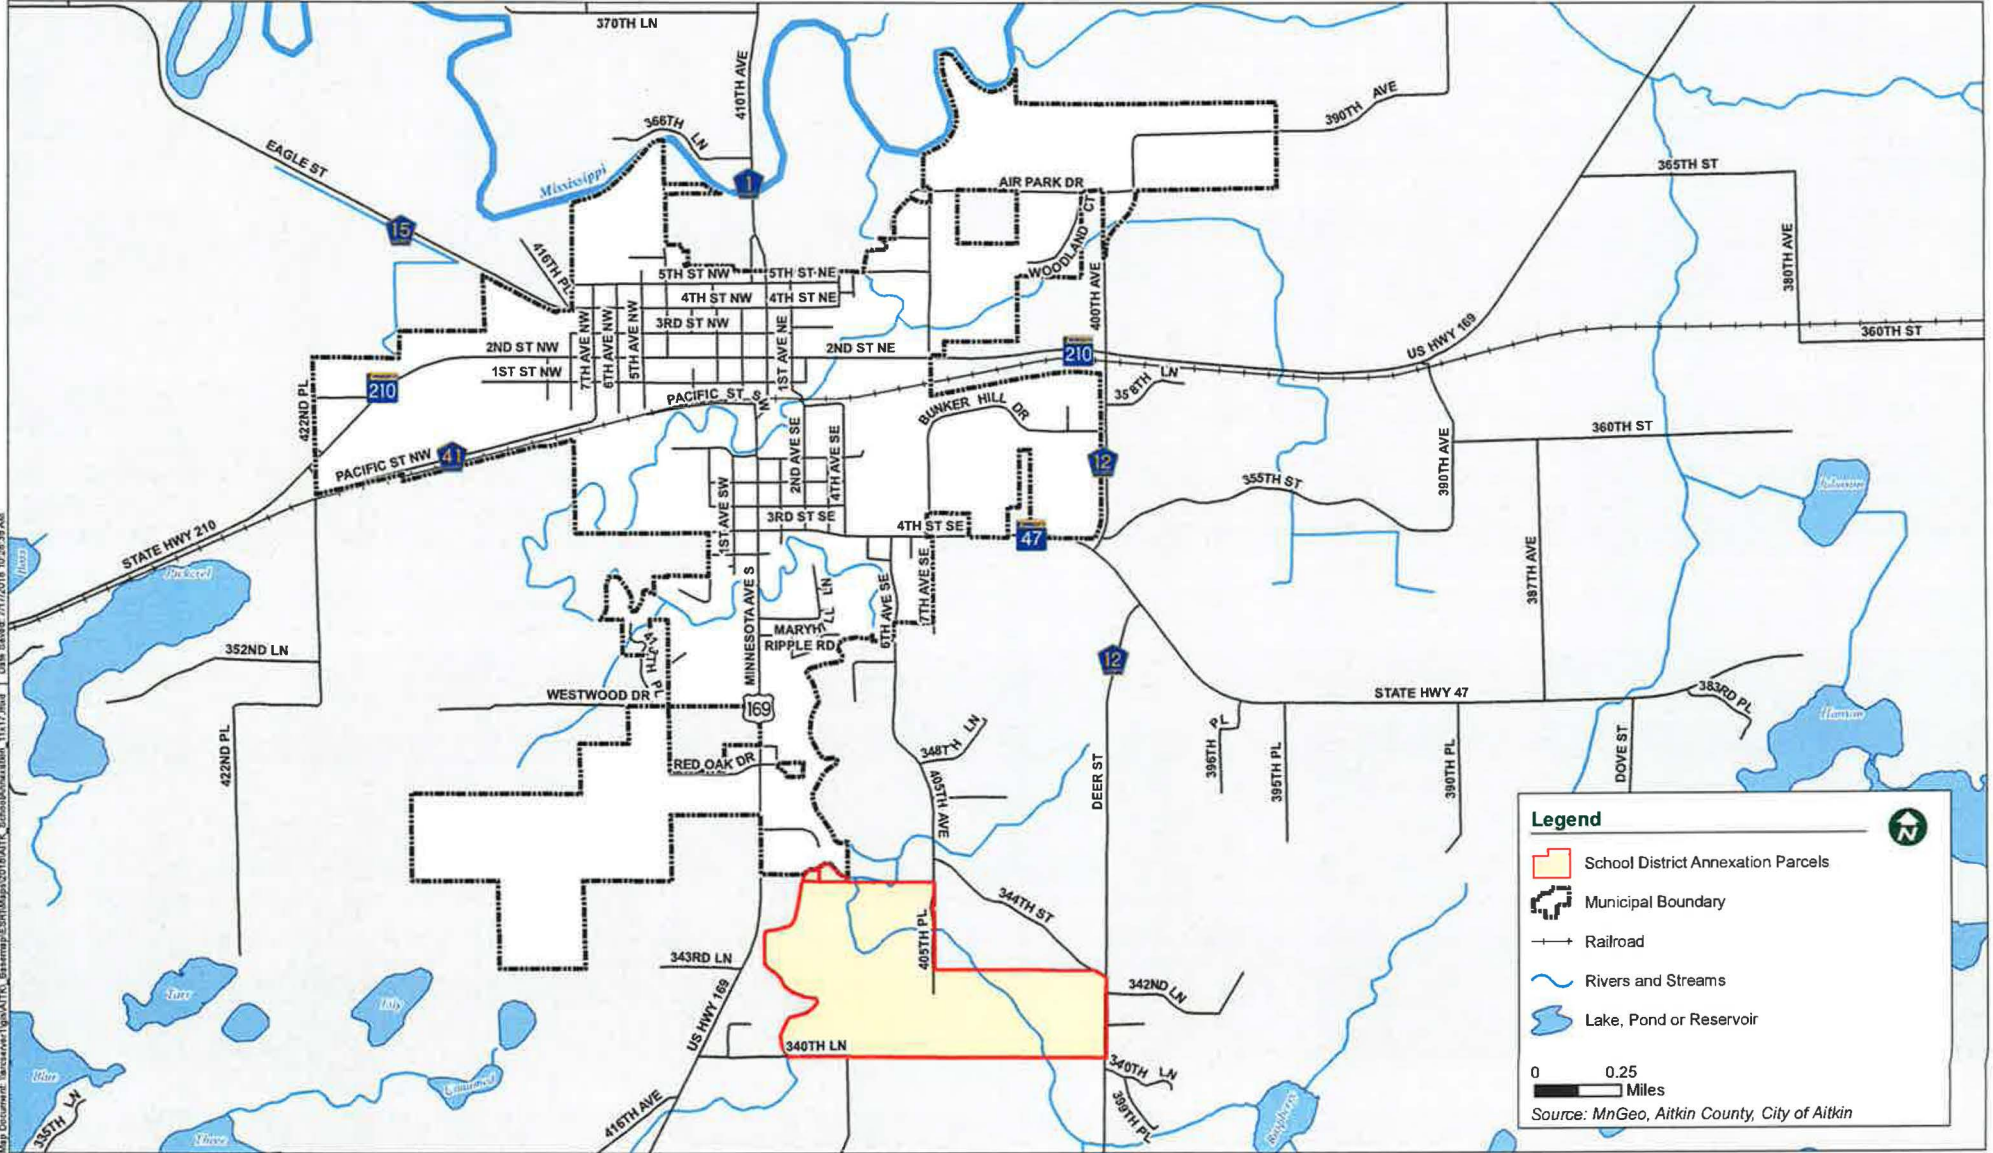 370TH LN
410TH AVE
366TH LN
390TH AVE
EAGLE ST
Mississippi
1
365TH ST
AIR PARK DR
15
416TH PL
WOODLAND CT
380TH AVE
5TH ST NW
5TH ST NE
4TH ST NW
4TH ST NE
400TH AVE
3RD ST NW
7TH AVE NW
6TH AVE NW
5TH AVE NW
1ST AVE NE
2ND ST NW
2ND ST NE
210
US HWY 169
360TH ST
1ST ST NW
210
358TH LN
PACIFIC ST SW
422ND PL
BUNKER HILL DR
360TH ST
PACIFIC ST NW
41
2ND AVE SE
4TH AVE SE
12
390TH AVE
355TH ST
1ST AVE SW
3RD ST SE
4TH ST SE
47
STATE HWY 210
Pickerel
387TH AVE
MINNESOTA AVE S
6TH AVE SE
7TH AVE SE
MARYHILL LN
RIPPLE RD
352ND LN
417TH PL
12
WESTWOOD DR
169
STATE HWY 47
383RD PL
Hanson
348TH LN
396TH PL
395TH PL
390TH PL
DOVE ST
422ND PL
RED OAK DR
405TH AVE
DEER ST
344TH ST
405TH PL
343RD LN
342ND LN
US HWY 169
340TH LN
340TH LN
399TH PL
416TH AVE
335TH LN
Blue
Unnamed
Three
Raspberry
Legend
N
School District Annexation Parcels
Municipal Boundary
Railroad
Rivers and Streams
Lake, Pond or Reservoir
0 0.25
Miles
Source: MnGeo, Aitkin County, City of Aitkin